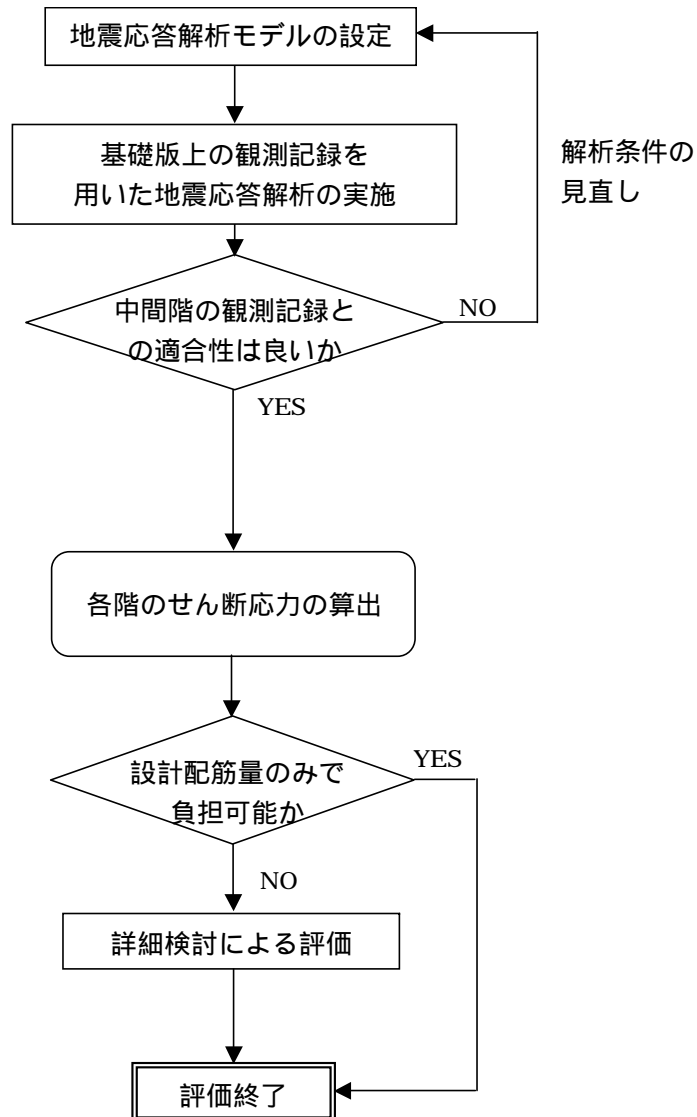 地震応答解析モデルの設定
基礎版上の観測記録を
用いた地震応答解析の実施
解析条件の
見直し
中間階の観測記録と
の適合性は良いか
NO
YES
各階のせん断応力の算出
設計配筋量のみで
負担可能か
YES
NO
詳細検討による評価
評価終了